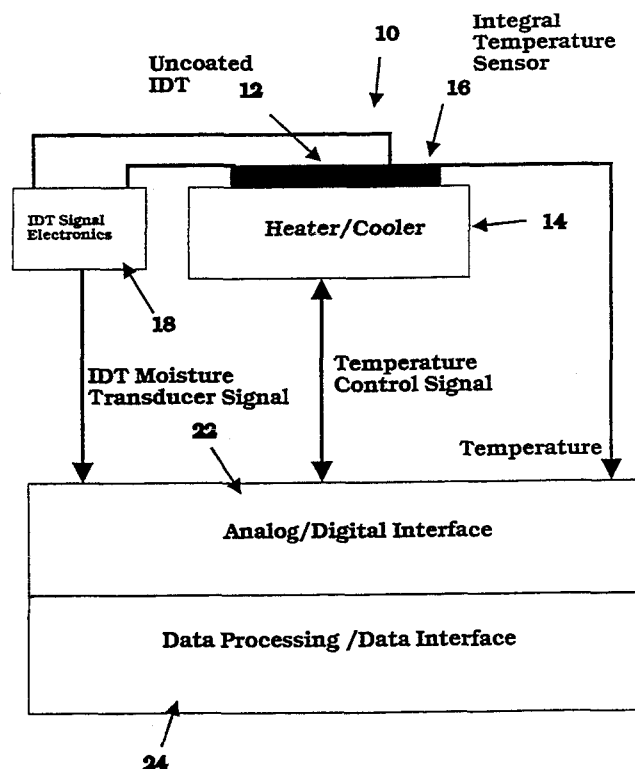 10
Integral
Temperature
Sensor
16
Uncoated
IDT
12
IDT Signal
Electronics
18
Heater/Cooler
14
IDT Moisture
Transducer Signal
22
Temperature
Control Signal
Temperature
Analog/Digital Interface
Data Processing /Data Interface
24